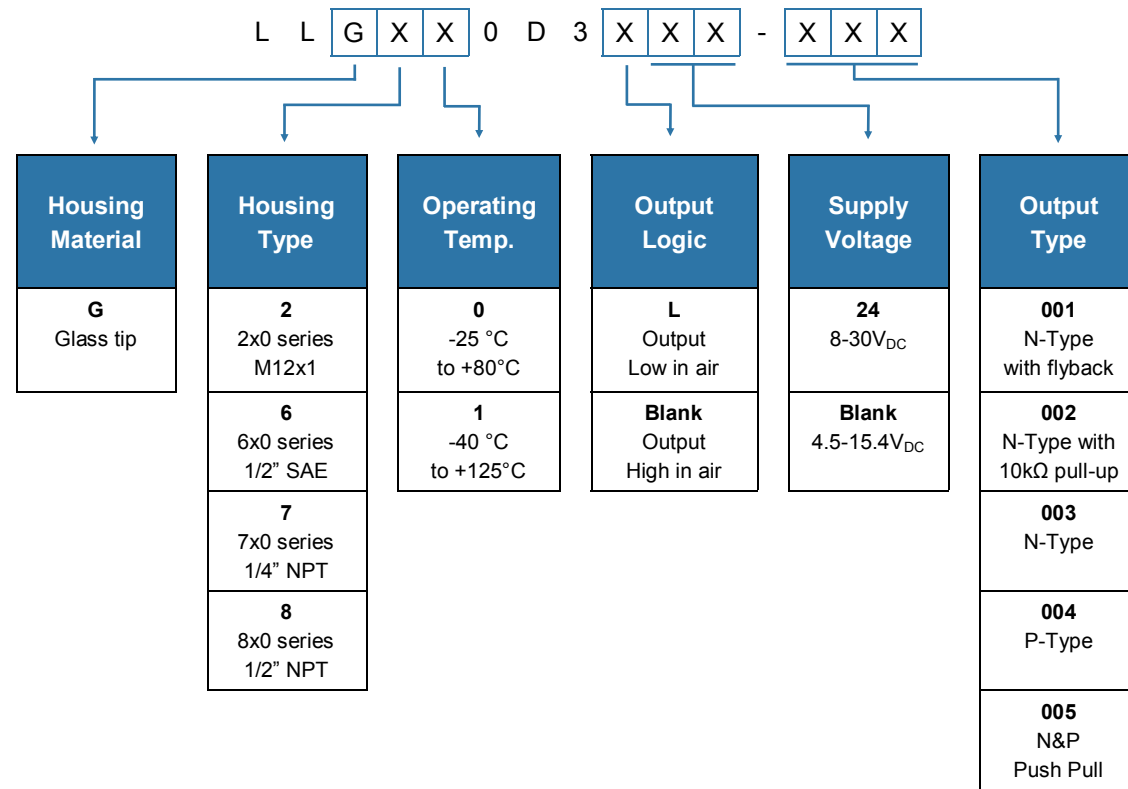 L L G X X 0 D 3 X X X - X X X
Housing
Material
G
Glass tip
Housing
Type
2
2x0 series
M12x1
6
6x0 series
1/2” SAE
7
7x0 series
1/4” NPT
8
8x0 series
1/2” NPT
Operating
Temp.
0
-25 °C
to +80°C
1
-40 °C
to +125°C
Output
Logic
L
Output
Low in air
Blank
Output
High in air
Supply
Voltage
24
8-30VDC
Blank
4.5-15.4VDC
Output
Type
001
N-Type
with flyback
002
N-Type with
10kΩ pull-up
003
N-Type
004
P-Type
005
N&P
Push Pull